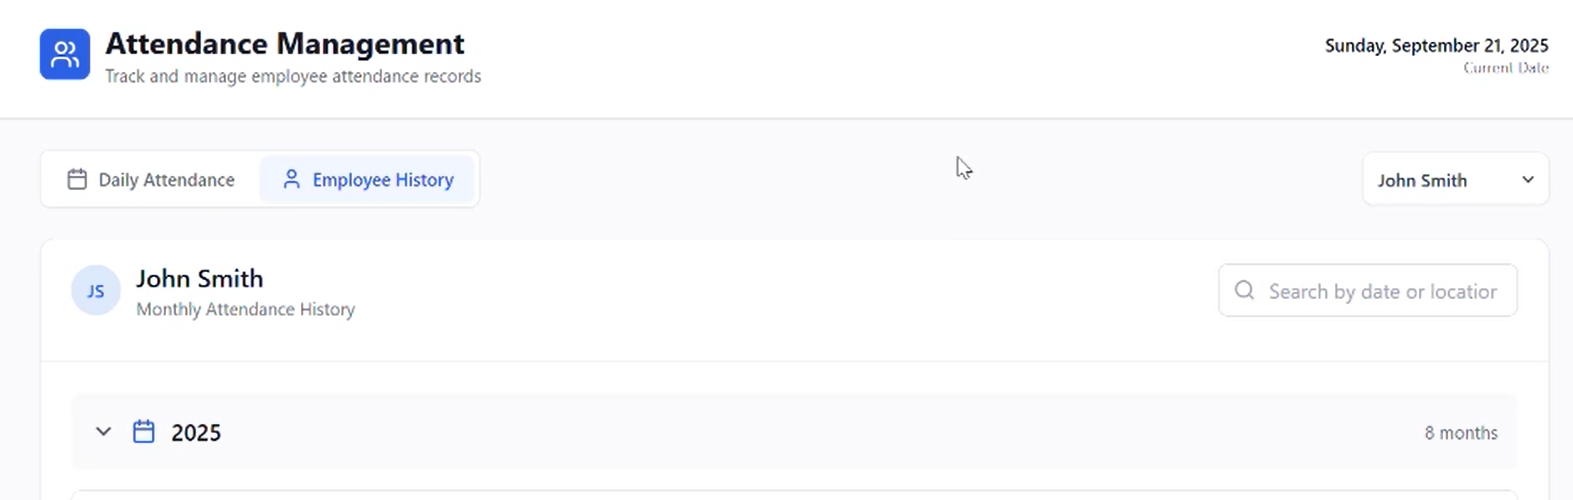 Attendance Management
Track and manage employee attendance records
Sunday, September 21, 2025
Current Date
Daily Attendance
Employee History
John Smith
JS
John Smith
Monthly Attendance History
Search by date or location
2025
8 months